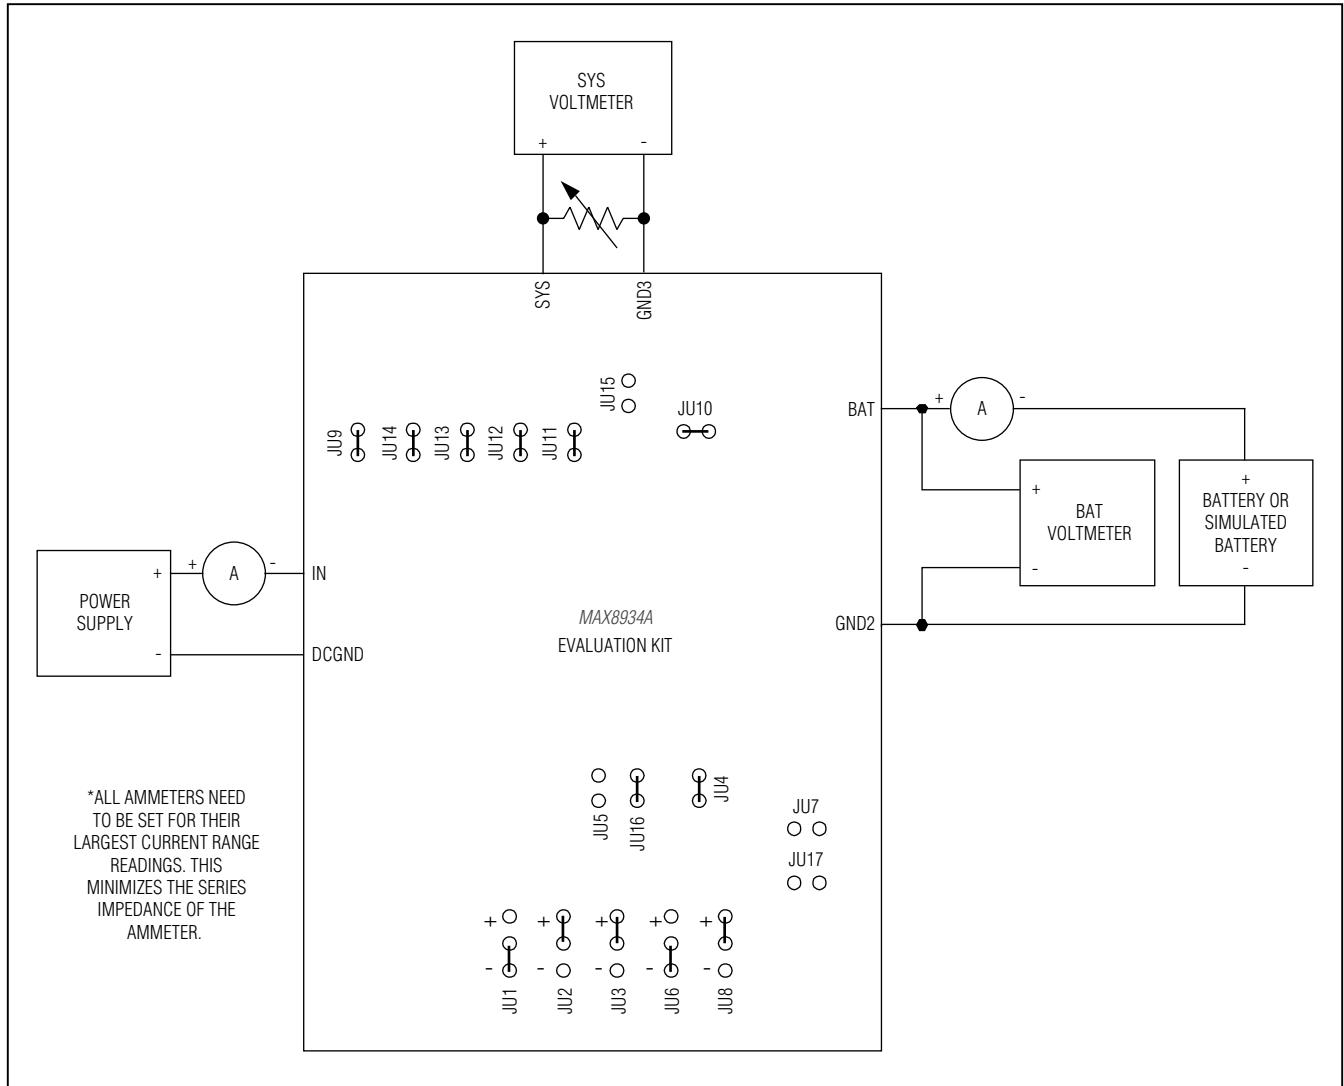 SYS
VOLTMETER
+ -
SYS
GND3
JU15
JU10
JU9
JU14
JU13
JU12
JU11
BAT
+ A -
+
BAT
VOLTMETER
-
+
BATTERY OR
SIMULATED
BATTERY
-
GND2
POWER
SUPPLY
+
-
+ A -
IN
DCGND
MAX8934A
EVALUATION KIT
*ALL AMMETERS NEED
TO BE SET FOR THEIR
LARGEST CURRENT RANGE
READINGS. THIS
MINIMIZES THE SERIES
IMPEDANCE OF THE
AMMETER.
JU5
JU16
JU4
JU7
JU17
+ + + + +
- - - - -
JU1
JU2
JU3
JU6
JU8